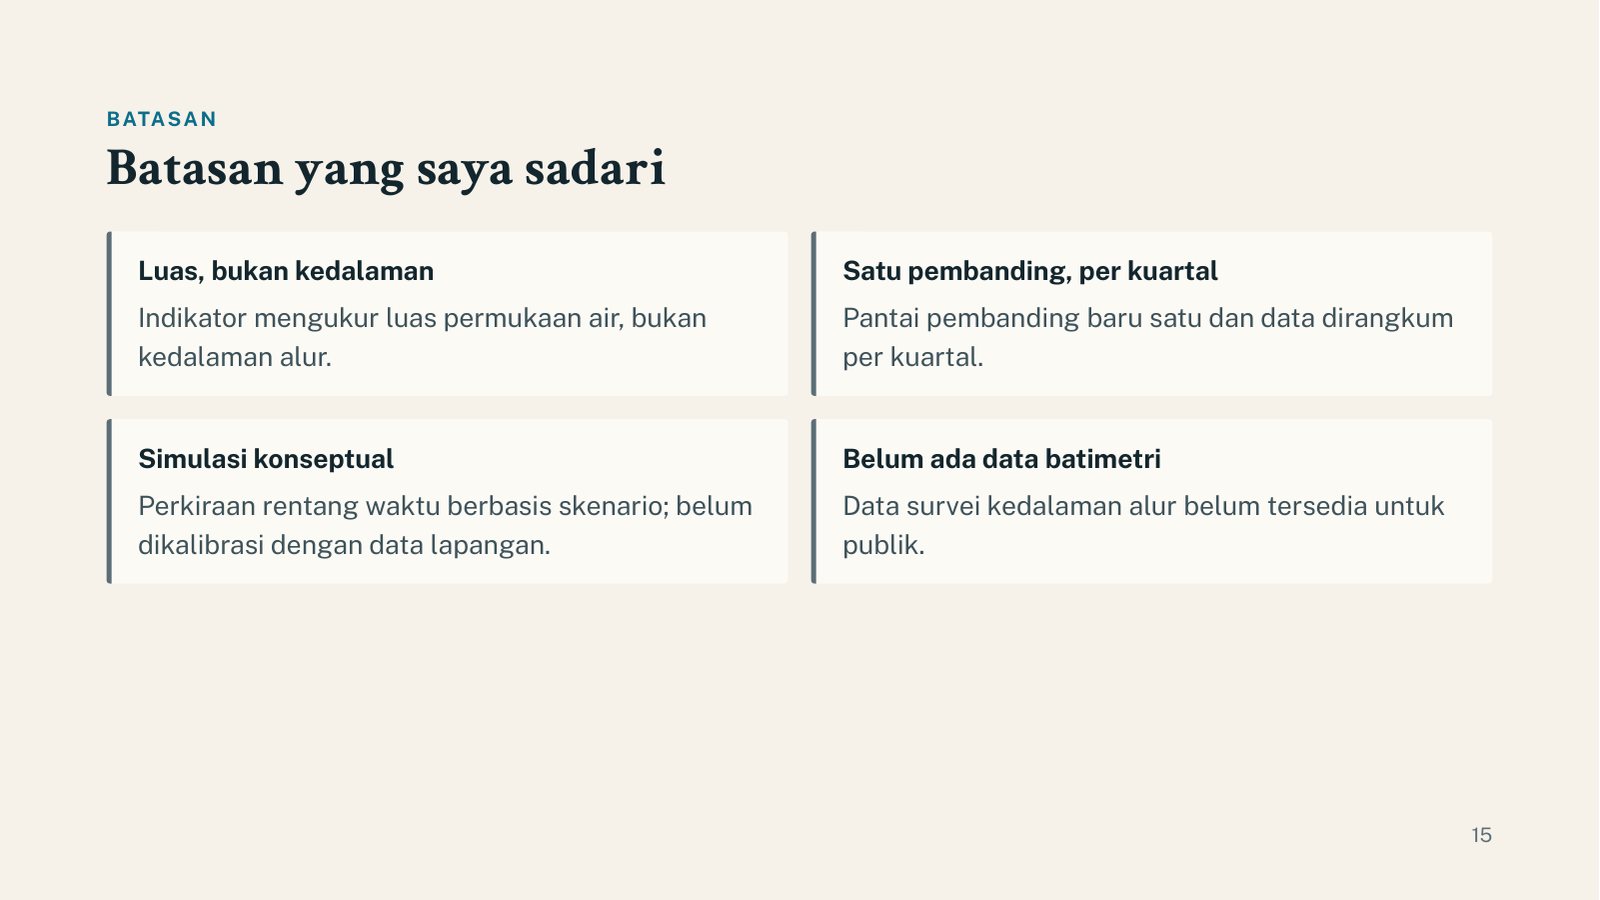 BATASAN
Batasan yang saya sadari
Luas, bukan kedalaman
Indikator mengukur luas permukaan air, bukan
kedalaman alur.
Satu pembanding, per kuartal
Pantai pembanding baru satu dan data dirangkum
per kuartal.
Simulasi konseptual
Perkiraan rentang waktu berbasis skenario; belum
dikalibrasi dengan data lapangan.
Belum ada data batimetri
Data survei kedalaman alur belum tersedia untuk
publik.
15